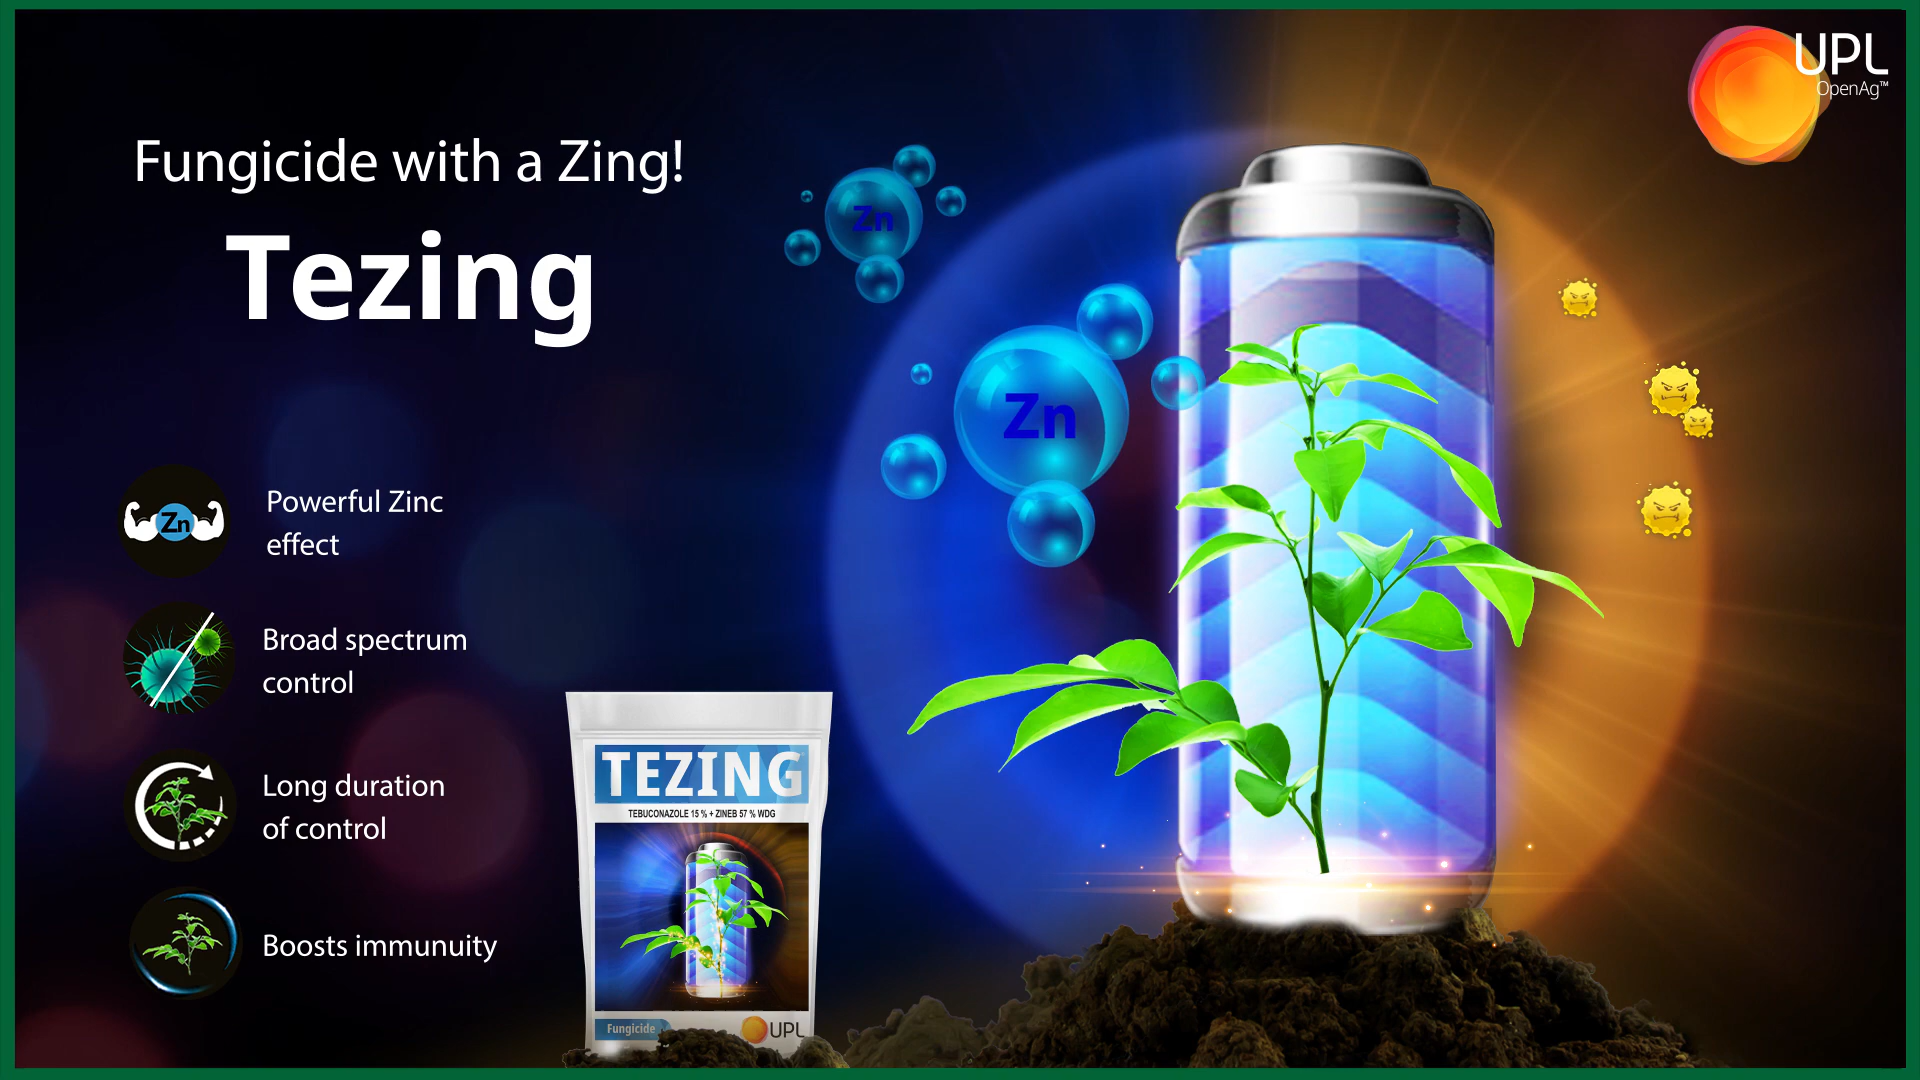 UPL
OpenAg™
Fungicide with a Zing!
Tezing
Zn
Zn
Zn
Powerful Zinc
effect
Broad spectrum
control
Long duration
of control
Boosts immunuity
TEZING
TEBUCONAZOLE 15 % + ZINEB 57 % WDG
Fungicide
UPL